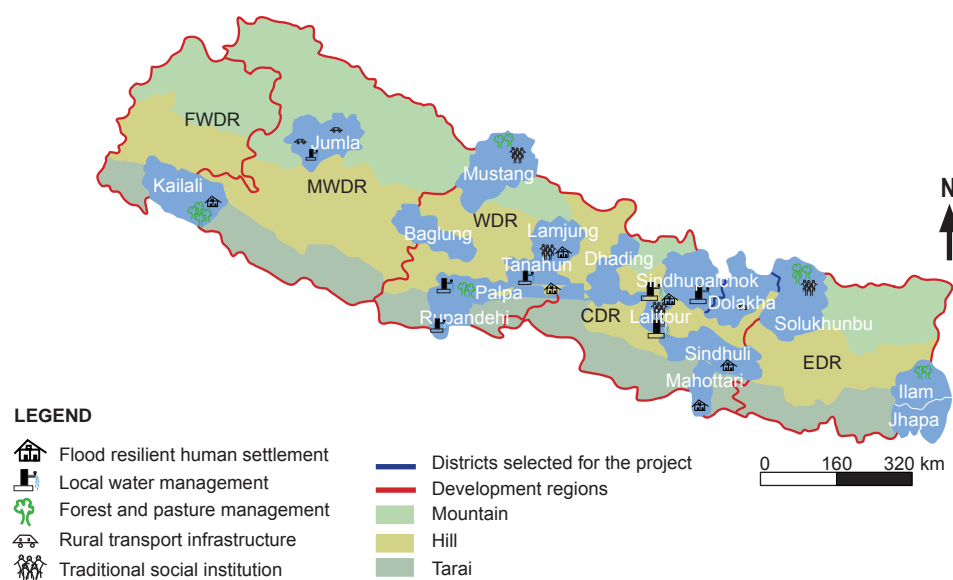 FWDR
Jumla
Kailali
MWDR
Mustang
N
WDR
Baglung
Lamjung
Dhading
Tananun
Sindhupalchok
Palpa
Dolakha
Rupandehi
CDR
Lalitpur
Solukhunbu
Sindhuli
EDR
Mahottari
Ilam
Jhapa
LEGEND
Flood resilient human settlement
Local water management
Forest and pasture management
Rural transport infrastructure
Traditional social institution
Districts selected for the project
Development regions
Mountain
Hill
Tarai
0 160 320 km